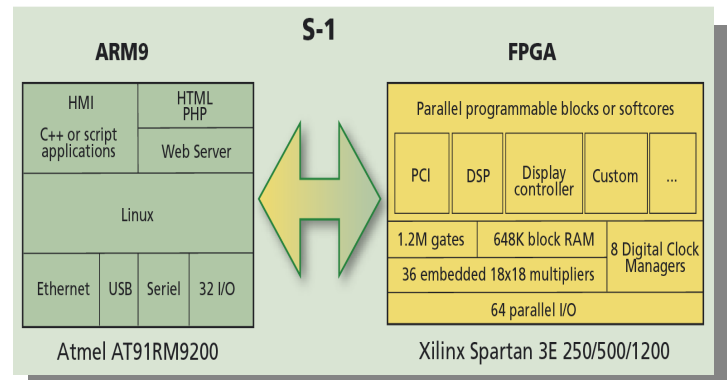 S-1
ARM9
HMI
C++ or script
applications
HTML
PHP
Web Server
Linux
Ethernet
USB
Seriel
32 I/O
Atmel AT91RM9200
FPGA
Parallel programmable blocks or softcores
PCI
DSP
Display
controller
Custom
...
1.2M gates
648K block RAM
8 Digital Clock
Managers
36 embedded 18x18 multipliers
64 parallel I/O
Xilinx Spartan 3E 250/500/1200